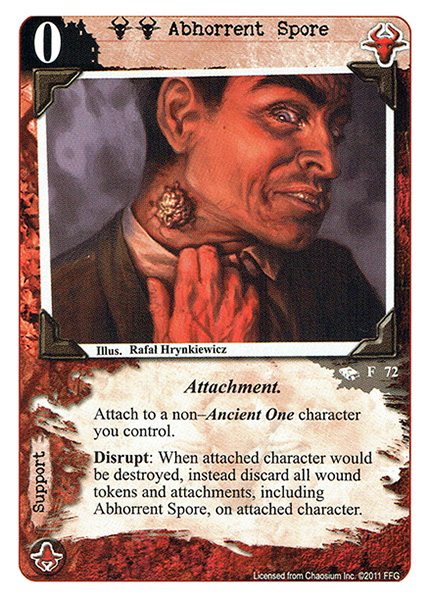 0 Abhorrent Spore
Illus. Rafał Hrynkiewicz
F 72
Attachment.
Attach to a non–Ancient One character
you control.
Disrupt: When attached character would
be destroyed, instead discard all wound
tokens and attachments, including
Abhorrent Spore, on attached character.
Support
Licensed from Chaosium Inc. ©2011 FFG